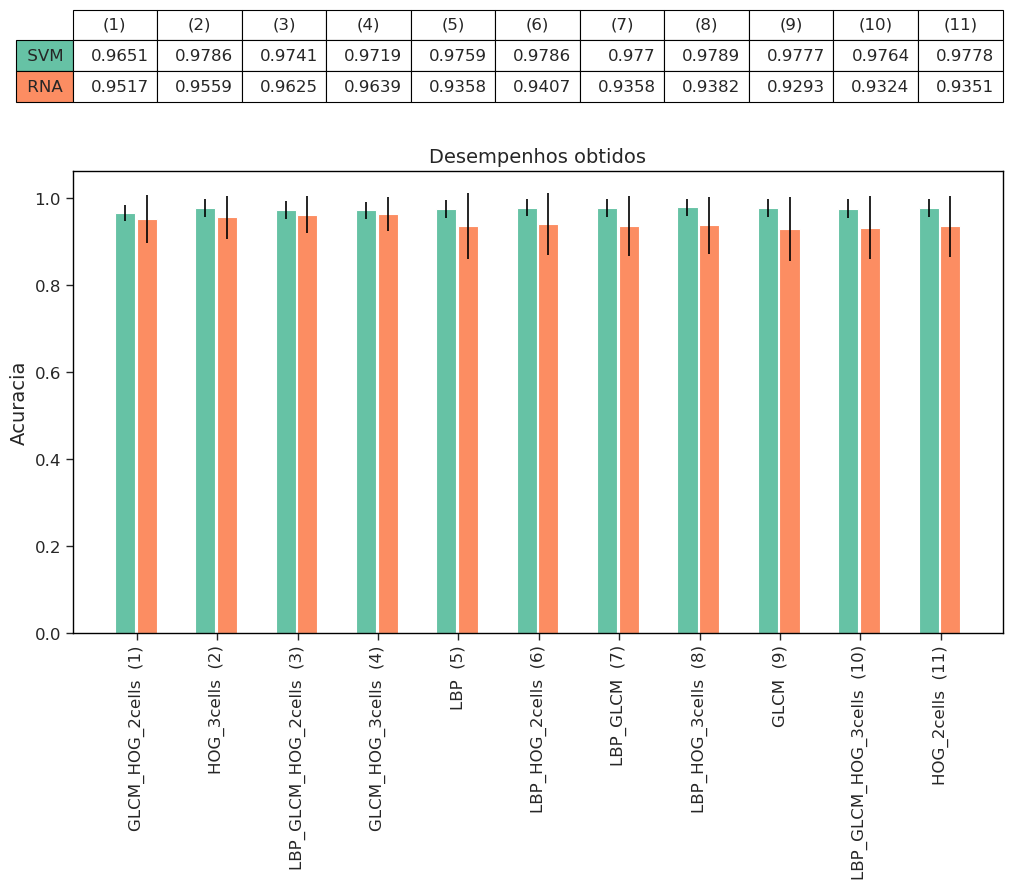 (1) (2) (3) (4) (5) (6) (7) (8) (9) (10) (11)
SVM 0.9651 0.9786 0.9741 0.9719 0.9759 0.9786 0.977 0.9789 0.9777 0.9764 0.9778
RNA 0.9517 0.9559 0.9625 0.9639 0.9358 0.9407 0.9358 0.9382 0.9293 0.9324 0.9351
Desempenhos obtidos
Acuracia
1.0
0.8
0.6
0.4
0.2
0.0
GLCM_HOG_2cells (1)
HOG_3cells (2)
LBP_GLCM_HOG_2cells (3)
GLCM_HOG_3cells (4)
LBP (5)
LBP_HOG_2cells (6)
LBP_GLCM (7)
LBP_HOG_3cells (8)
GLCM (9)
LBP_GLCM_HOG_3cells (10)
HOG_2cells (11)